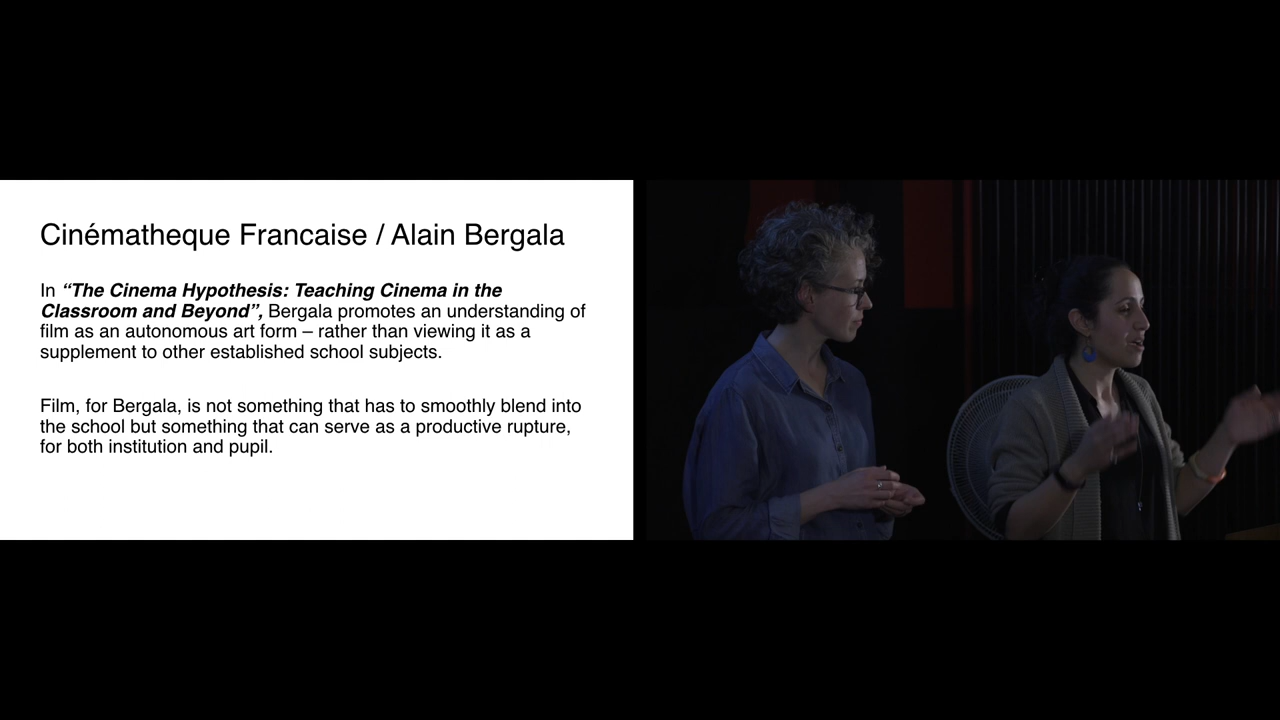 Cinématheque Francaise / Alain Bergala
In “The Cinema Hypothesis: Teaching Cinema in the
Classroom and Beyond”, Bergala promotes an understanding of
film as an autonomous art form – rather than viewing it as a
supplement to other established school subjects.
Film, for Bergala, is not something that has to smoothly blend into
the school but something that can serve as a productive rupture,
for both institution and pupil.